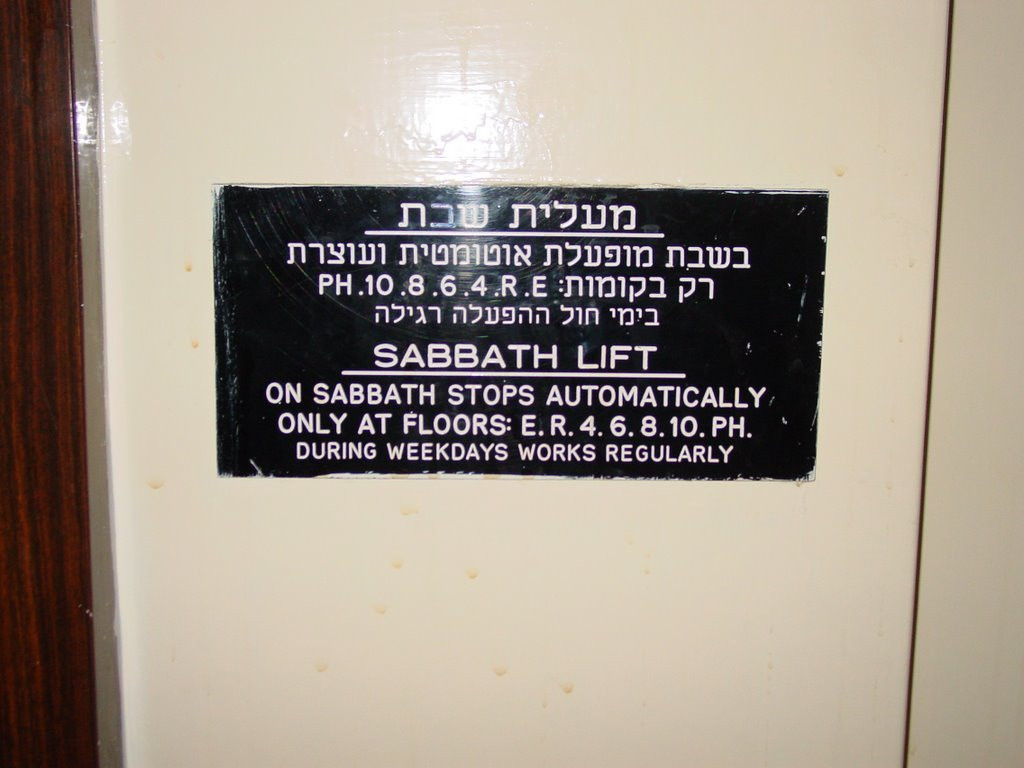 מעלית שבת
בשבת מופעלת אוטומטית ועוצרת
רק בקומות: PH.10.8.6.4.R.E
בימי חול ההפעלה רגילה
SABBATH LIFT
ON SABBATH STOPS AUTOMATICALLY
ONLY AT FLOORS: E. R. 4. 6. 8. 10. PH.
DURING WEEKDAYS WORKS REGULARLY